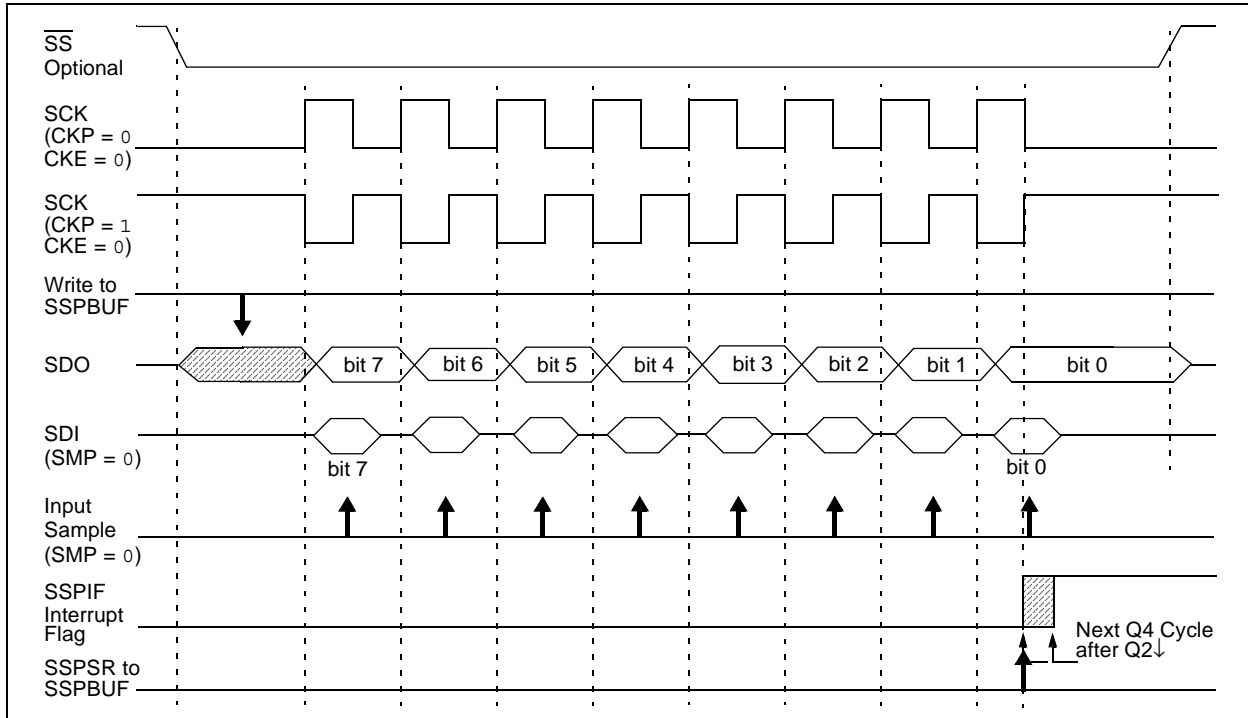 SS
Optional
SCK
(CKP = 0
CKE = 0)
SCK
(CKP = 1
CKE = 0)
Write to
SSPBUF
SDO
bit 7
bit 6
bit 5
bit 4
bit 3
bit 2
bit 1
bit 0
SDI
(SMP = 0)
bit 7
bit 0
Input
Sample
(SMP = 0)
SSPIF
Interrupt
Flag
Next Q4 Cycle
after Q2↓
SSPSR to
SSPBUF